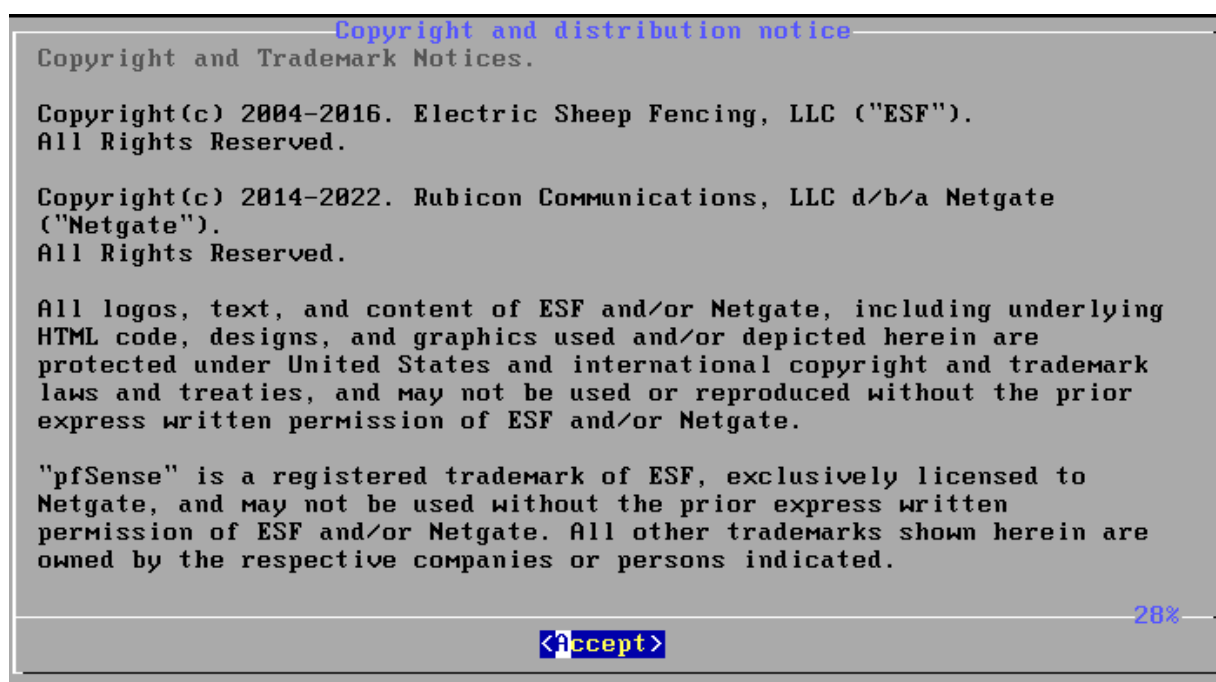 Copyright and distribution notice
Copyright and Trademark Notices.
Copyright(c) 2004-2016. Electric Sheep Fencing, LLC ("ESF").
All Rights Reserved.
Copyright(c) 2014-2022. Rubicon Communications, LLC d/b/a Netgate
("Netgate").
All Rights Reserved.
All logos, text, and content of ESF and/or Netgate, including underlying
HTML code, designs, and graphics used and/or depicted herein are
protected under United States and international copyright and trademark
laws and treaties, and may not be used or reproduced without the prior
express written permission of ESF and/or Netgate.
"pfSense" is a registered trademark of ESF, exclusively licensed to
Netgate, and may not be used without the prior express written
permission of ESF and/or Netgate. All other trademarks shown herein are
owned by the respective companies or persons indicated.
28%
<Accept>